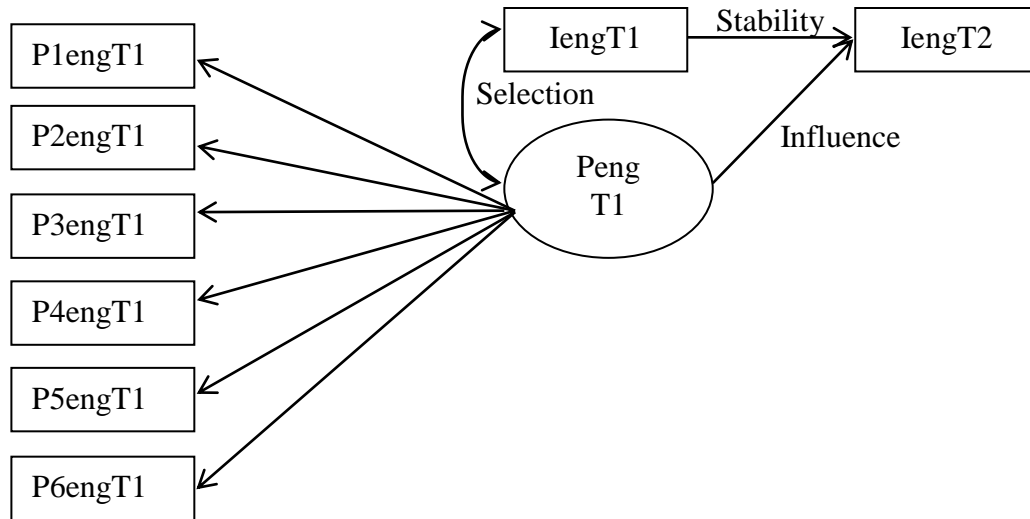 P1engT1
P2engT1
P3engT1
P4engT1
P5engT1
P6engT1
IengT1
Stability
IengT2
Selection
Influence
Peng
T1